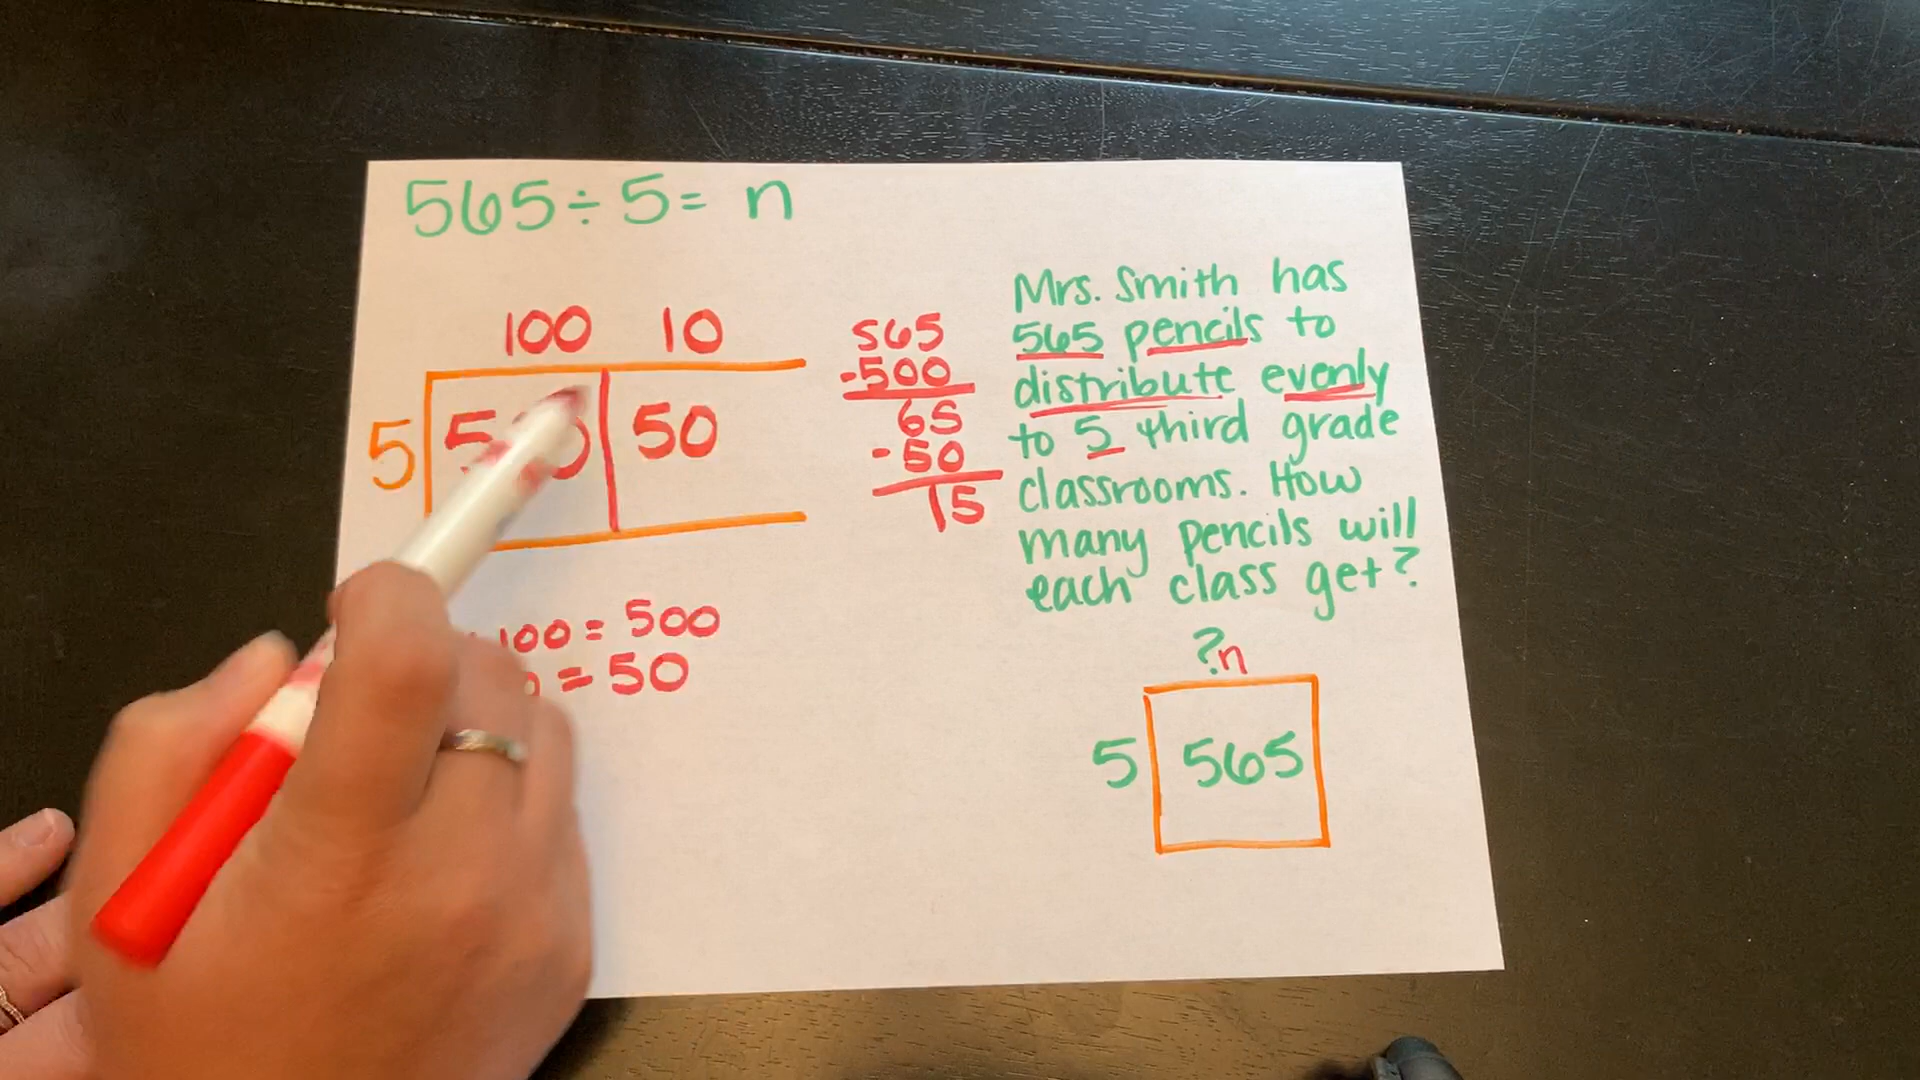 565 ÷ 5 = n
100 10
5 50
565
-500
65
-50
15
100 = 500
= 50
Mrs. Smith has
565 pencils to
distribute evenly
to 5 third grade
classrooms. How
many pencils will
each class get?
?n
5 565